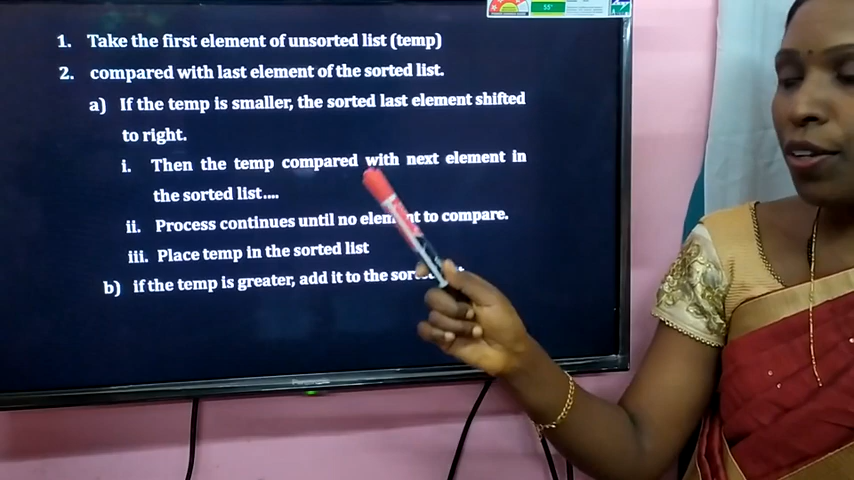 1. Take the first element of unsorted list (temp)
2. compared with last element of the sorted list.
a) If the temp is smaller, the sorted last element shifted
to right.
i. Then the temp compared with next element in
the sorted list....
ii. Process continues until no element to compare.
iii. Place temp in the sorted list
b) if the temp is greater, add it to the
55"